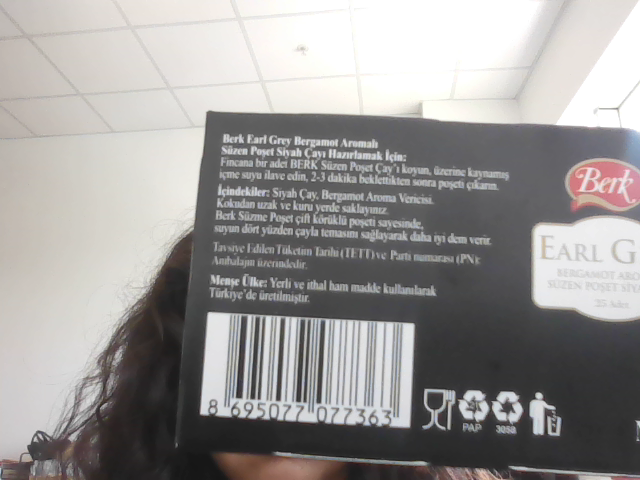 Berk Earl Grey Bergamot Aromalı
Süzen Poşet Siyah Çayı Hazırlamak İçin:
Fincana bir adet BERK Süzen Poşet Çay'ı koyun, üzerine kaynamış
içme suyu ilave edin, 2-3 dakika beklettikten sonra poşeti çıkarın.
İçindekiler: Siyah Çay, Bergamot Aroma Vericisi.
Kokudan uzak ve kuru yerde saklayınız.
Berk Süzme Poşet çift körüklü poşeti sayesinde,
suyun dört yüzden çayla temasını sağlayarak daha iyi dem verir.
Tavsiye Edilen Tüketim Tarihi (TETT) ve Parti numarası (PN):
Ambalajın üzerindedir.
Menşe Ülke: Yerli ve ithal ham madde kullanılarak
Türkiye'de üretilmiştir.
8 695077 077363
PAP
305B
Berk
EARL G
BERGAMOT ARO
SÜZEN POŞET SİYA
25 Adet